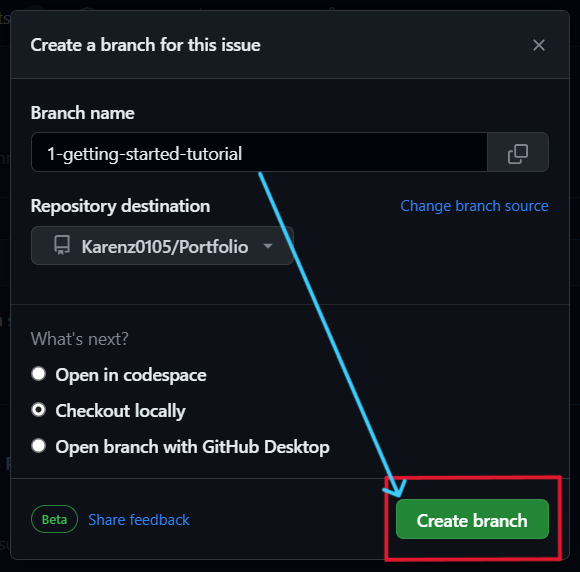 Create a branch for this issue
Branch name
1-getting-started-tutorial
Repository destination
Change branch source
Karenz0105/Portfolio
What's next?
Open in codespace
Checkout locally
Open branch with GitHub Desktop
Beta
Share feedback
Create branch